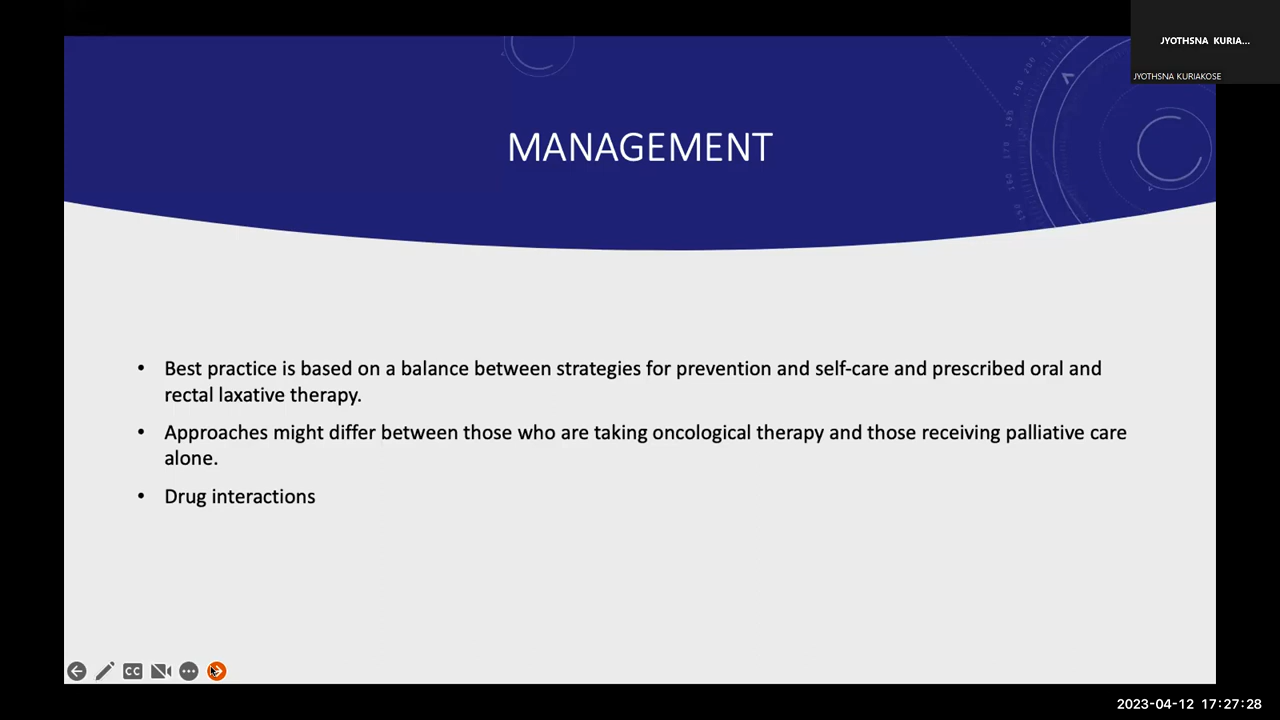 JYOTHSNA KURIA...
JYOTHSNA KURIAKOSE
MANAGEMENT
• Best practice is based on a balance between strategies for prevention and self-care and prescribed oral and
rectal laxative therapy.
• Approaches might differ between those who are taking oncological therapy and those receiving palliative care
alone.
• Drug interactions
CC
2023-04-12 17:27:28